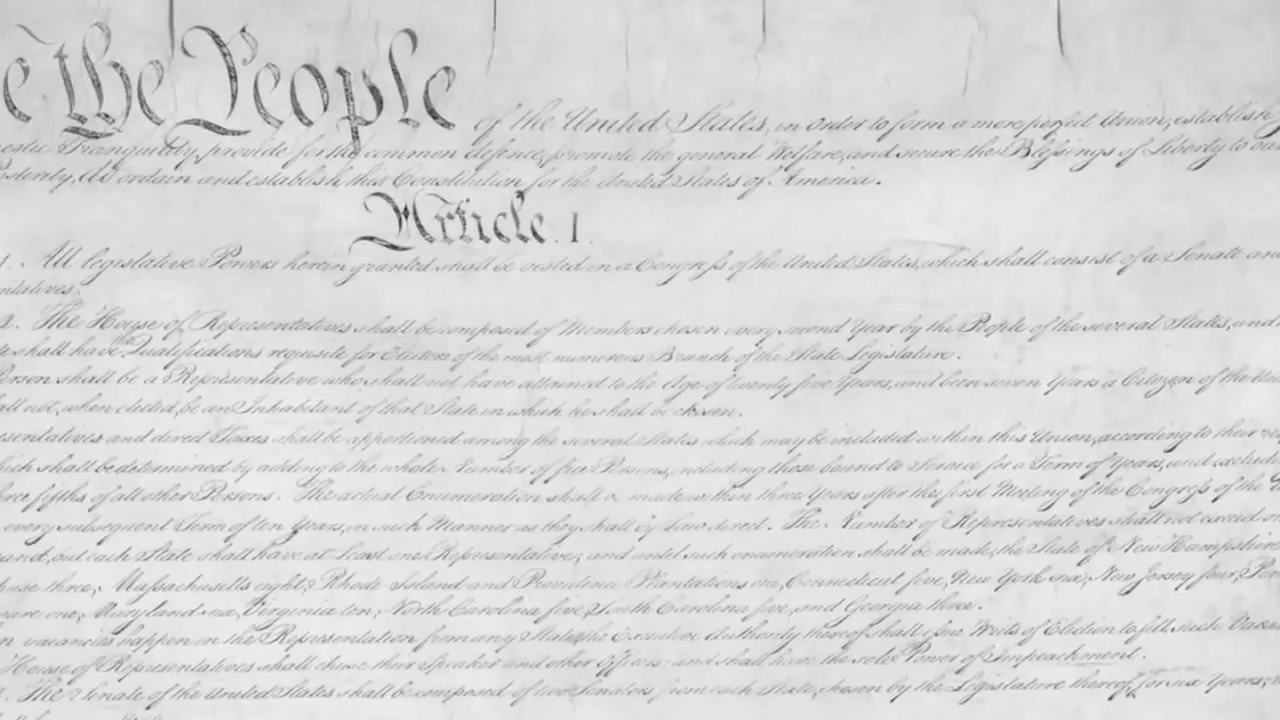 e the People of the United States, in Order to form a more perfect Union, establish
estic Tranquility, provide for the common defence, promote the general Welfare, and secure the Blessings of Liberty to our
osterity, do ordain and establish this Constitution for the United States of America.
Article. I.
1. All legislative Powers herein granted shall be vested in a Congress of the United States, which shall consist of a Senate and
ntatives.
2. The House of Representatives shall be composed of Members chosen every second Year by the People of the several States, and
te shall have the Qualifications requisite for Electors of the most numerous Branch of the State Legislature.
Person shall be a Representative who shall not have attained to the Age of twenty five Years, and been seven Years a Citizen of the Uni
all not, when elected, be an Inhabitant of that State in which he shall be chosen.
esentatives and direct Taxes shall be apportioned among the several States which may be included within this Union, according to their
hich shall be determined by adding to the whole Number of free Persons, including those bound to Service for a Term of Years, and exclud
hree fifths of all other Persons. The actual Enumeration shall be made within three Years after the first Meeting of the Congress of the
every subsequent Term of ten Years, in such Manner as they shall by Law direct. The Number of Representatives shall not exceed
and, but each State shall have at Least one Representative; and until such enumeration shall be made, the State of New Hampshire
huse three, Massachusetts eight, Rhode Island and Providence Plantations one, Connecticut five, New York six, New Jersey four, Pen
ware one, Maryland six, Virginia ten, North Carolina five, South Carolina five, and Georgia three.
n vacancies happen in the Representation from any State, the Executive Authority thereof shall issue Writs of Election to fill such Vacan
House of Representatives shall chuse their Speaker and other Officers; and shall have the sole Power of Impeachment.
. The Senate of the United States shall be composed of two Senators from each State, chosen by the Legislature thereof, for six Years;